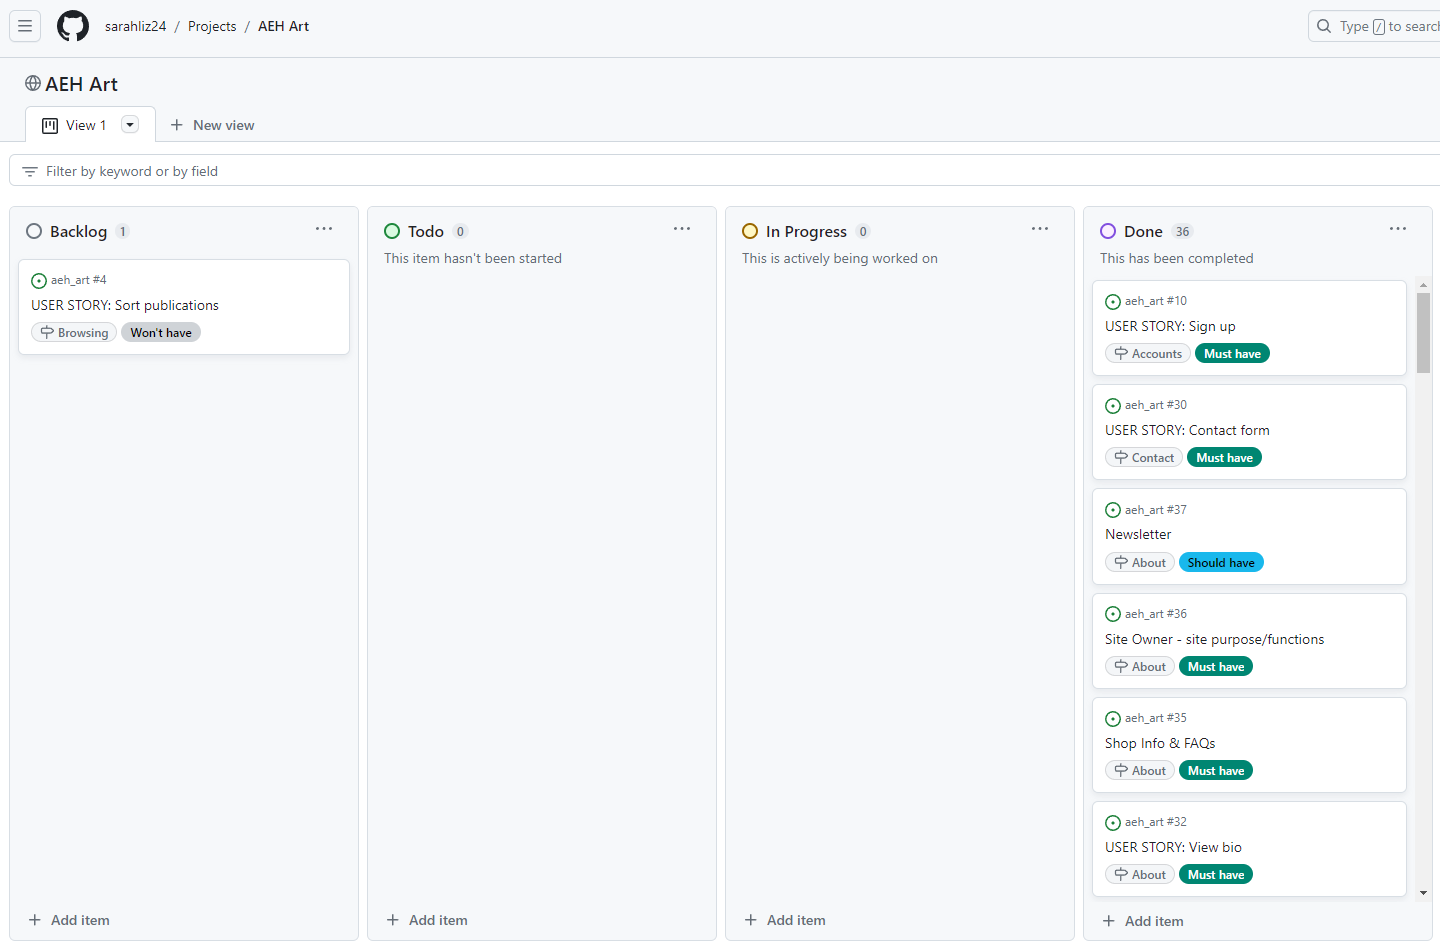 sarahliz24 / Projects / AEH Art
Type / to search
AEH Art
View 1
New view
Filter by keyword or by field
Backlog 1
aeh_art #4
USER STORY: Sort publications
Browsing Won't have
Add item
Todo 0
This item hasn't been started
Add item
In Progress 0
This is actively being worked on
Add item
Done 36
This has been completed
aeh_art #10
USER STORY: Sign up
Accounts Must have
aeh_art #30
USER STORY: Contact form
Contact Must have
aeh_art #37
Newsletter
About Should have
aeh_art #36
Site Owner - site purpose/functions
About Must have
aeh_art #35
Shop Info & FAQs
About Must have
aeh_art #32
USER STORY: View bio
About Must have
Add item